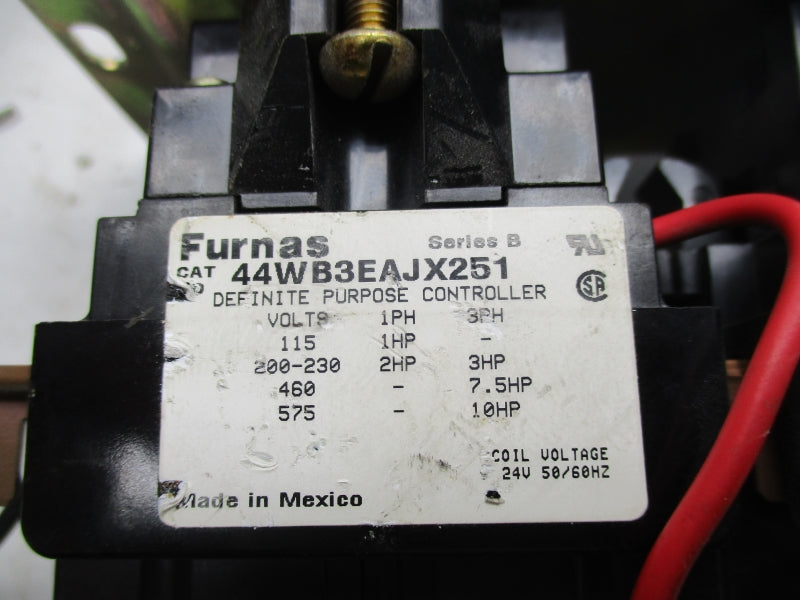 Furnas Series B
CAT 44WB3EAJX251
NO DEFINITE PURPOSE CONTROLLER
VOLTS 1PH 3PH
115 1HP -
200-230 2HP 3HP
460 - 7.5HP
575 - 10HP
COIL VOLTAGE
24V 50/60HZ
Made in Mexico